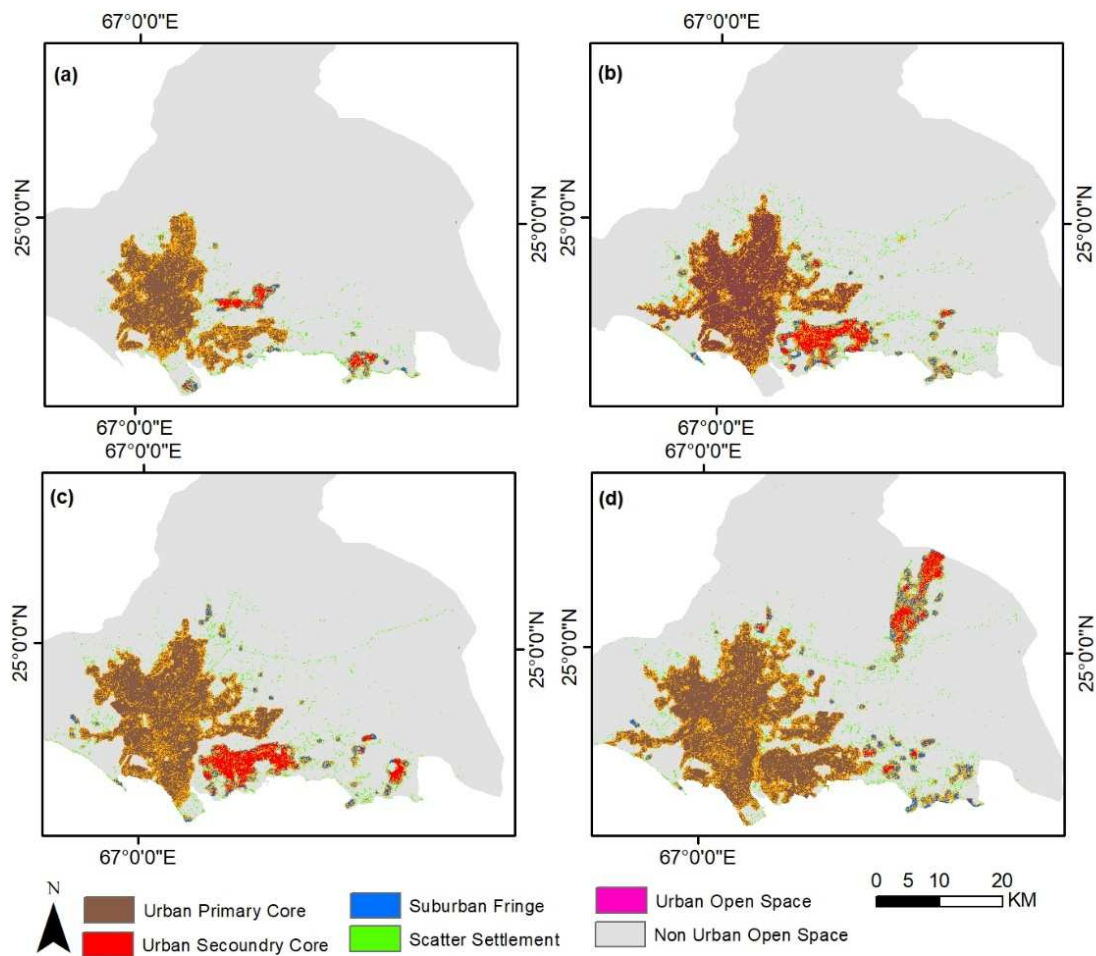 67°0'0"E
67°0'0"E
(a)
(b)
25°0'0"N
25°0'0"N
25°0'0"N
25°0'0"N
67°0'0"E
67°0'0"E
67°0'0"E
67°0'0"E
(c)
(d)
25°0'0"N
25°0'0"N
25°0'0"N
25°0'0"N
67°0'0"E
67°0'0"E
N
Urban Primary Core
Urban Secoundry Core
Suburban Fringe
Scatter Settlement
Urban Open Space
Non Urban Open Space
0 5 10 20
KM